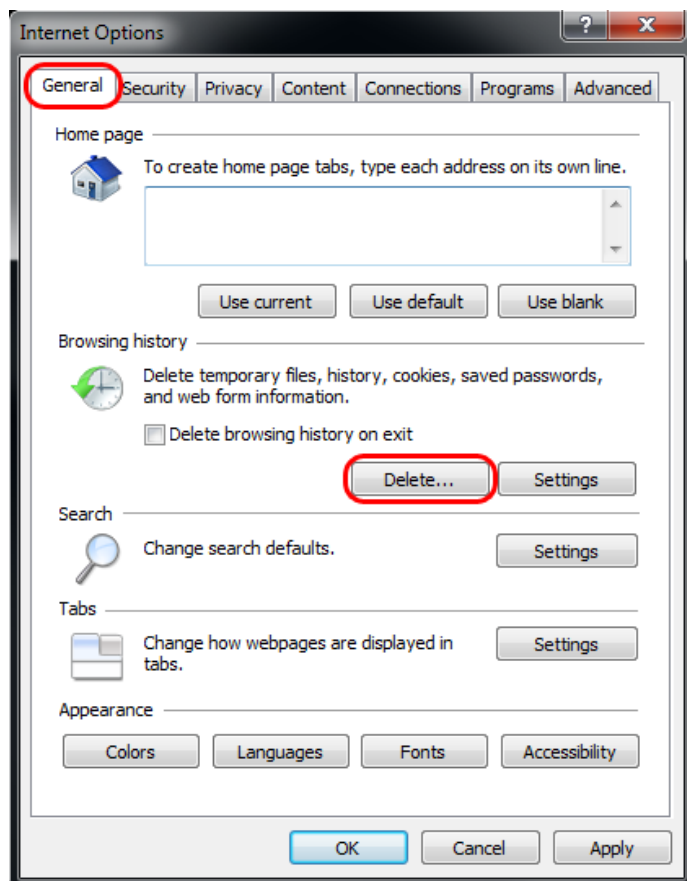 Internet Options
?
X
General Security Privacy Content Connections Programs Advanced
Home page
To create home page tabs, type each address on its own line.
Use current Use default Use blank
Browsing history
Delete temporary files, history, cookies, saved passwords,
and web form information.
Delete browsing history on exit
Delete... Settings
Search
Change search defaults. Settings
Tabs
Change how webpages are displayed in
tabs.
Settings
Appearance
Colors Languages Fonts Accessibility
OK Cancel Apply